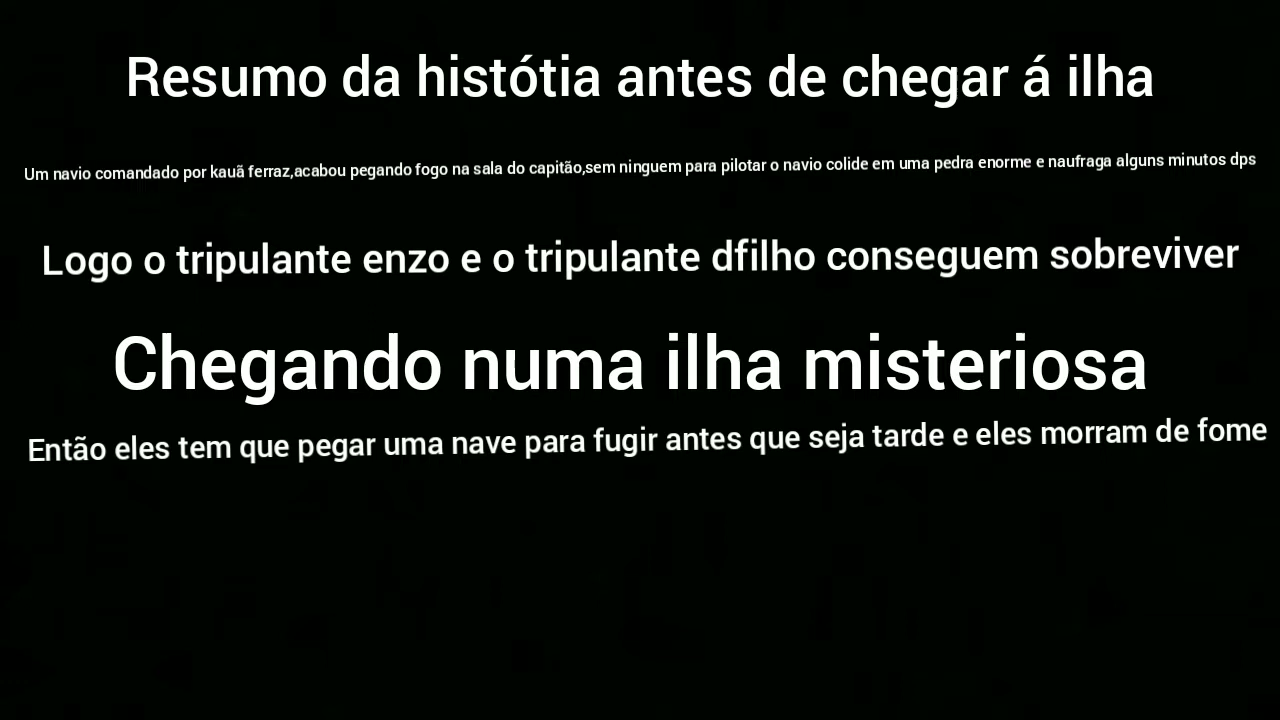 Resumo da histótia antes de chegar á ilha
Um navio comandado por kauã ferraz,acabou pegando fogo na sala do capitão,sem ninguem para pilotar o navio colide em uma pedra enorme e naufraga alguns minutos dps
Logo o tripulante enzo e o tripulante dfilho conseguem sobreviver
Chegando numa ilha misteriosa
Então eles tem que pegar uma nave para fugir antes que seja tarde e eles morram de fome